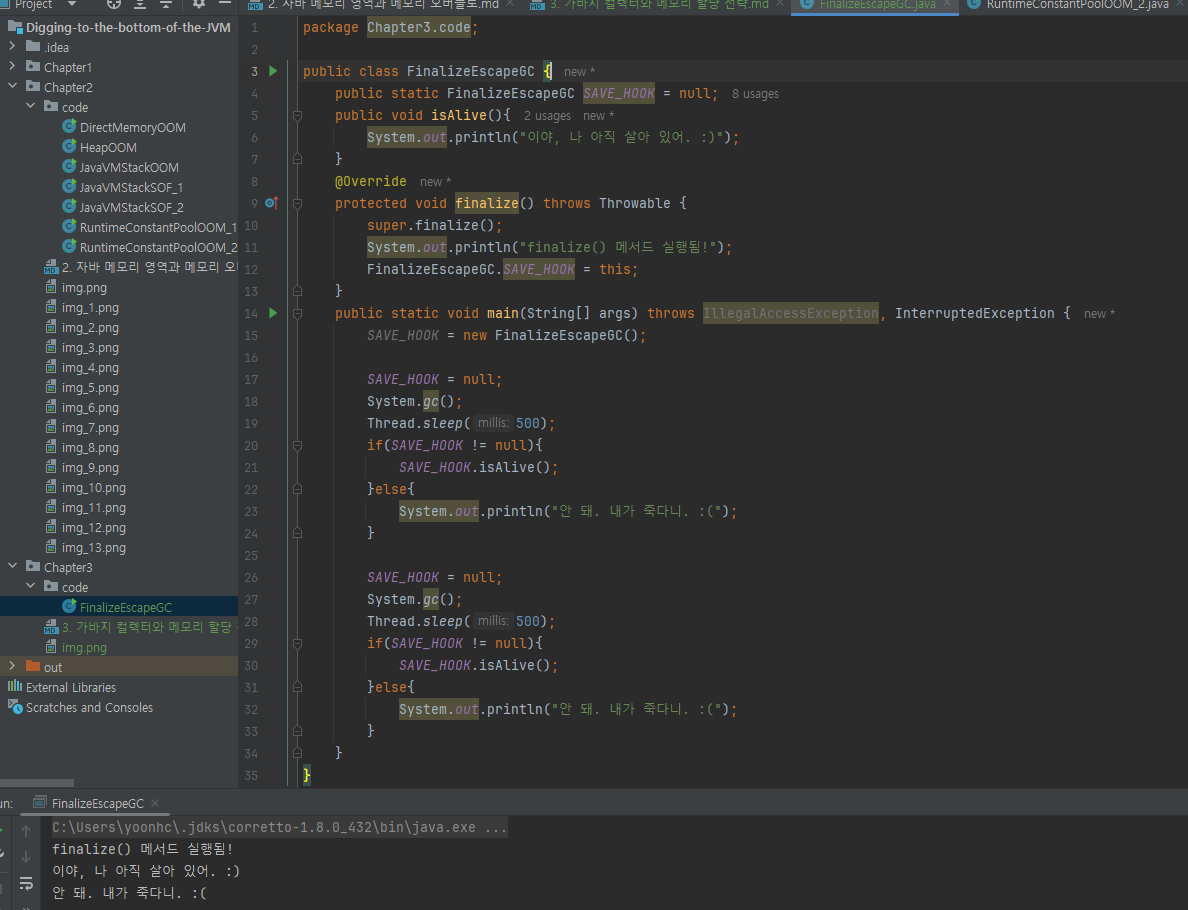 Project
2. 자바 메모리 영역과 메모리 오버플로.md
3. 가비지 컬렉터와 메모리 할당 전략.md
FinalizeEscapeGC.java
RuntimeConstantPoolOOM_2.java
Digging-to-the-bottom-of-the-JVM
.idea
Chapter1
Chapter2
code
DirectMemoryOOM
HeapOOM
JavaVMStackOOM
JavaVMStackSOF_1
JavaVMStackSOF_2
RuntimeConstantPoolOOM_1
RuntimeConstantPoolOOM_2
2. 자바 메모리 영역과 메모리 오
img.png
img_1.png
img_2.png
img_3.png
img_4.png
img_5.png
img_6.png
img_7.png
img_8.png
img_9.png
img_10.png
img_11.png
img_12.png
img_13.png
Chapter3
code
FinalizeEscapeGC
3. 가바지 컬렉터와 메모리 할당
img.png
out
External Libraries
Scratches and Consoles
1 package Chapter3.code;
2
3 public class FinalizeEscapeGC { new *
4 public static FinalizeEscapeGC SAVE_HOOK = null; 8 usages
5 public void isAlive(){ 2 usages new *
6 System.out.println("이야, 나 아직 살아 있어. :)");
7 }
8 @Override new *
9 protected void finalize() throws Throwable {
10 super.finalize();
11 System.out.println("finalize() 메서드 실행됨!");
12 FinalizeEscapeGC.SAVE_HOOK = this;
13 }
14 public static void main(String[] args) throws IllegalAccessException, InterruptedException { new *
15 SAVE_HOOK = new FinalizeEscapeGC();
16
17 SAVE_HOOK = null;
18 System.gc();
19 Thread.sleep( millis: 500);
20 if(SAVE_HOOK != null){
21 SAVE_HOOK.isAlive();
22 }else{
23 System.out.println("안 돼. 내가 죽다니. :(");
24 }
25
26 SAVE_HOOK = null;
27 System.gc();
28 Thread.sleep( millis: 500);
29 if(SAVE_HOOK != null){
30 SAVE_HOOK.isAlive();
31 }else{
32 System.out.println("안 돼. 내가 죽다니. :(");
33 }
34 }
35 }
un: FinalizeEscapeGC
C:\Users\yoonhc\.jdks\corretto-1.8.0_432\bin\java.exe ...
finalize() 메서드 실행됨!
이야, 나 아직 살아 있어. :)
안 돼. 내가 죽다니. :(